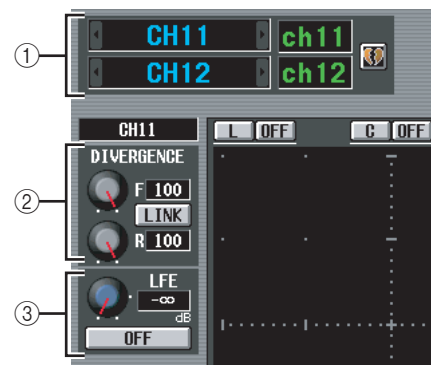 1
CH11 ch11
CH12 ch12
CH11
L OFF C OFF
DIVERGENCE
2
F 100
LINK
R 100
3
LFE
-∞
dB
OFF